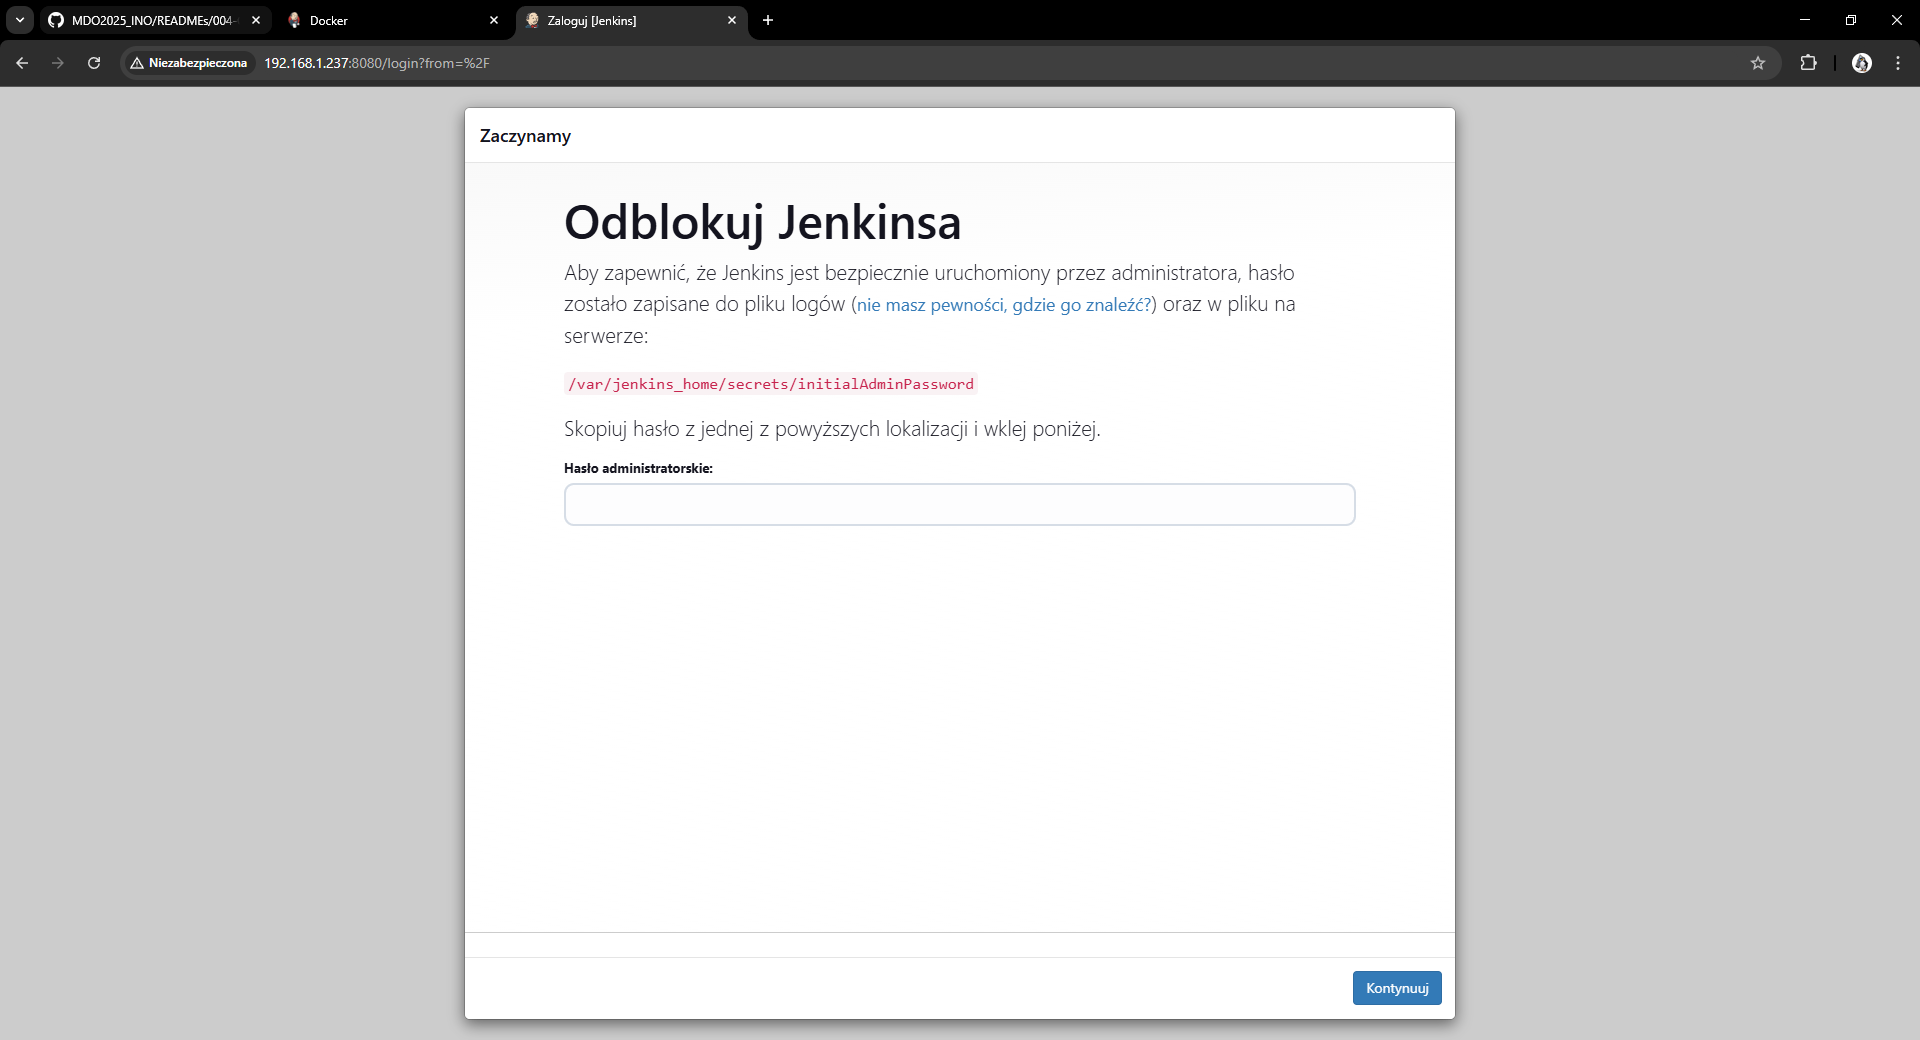 MDO2025_INO/READMEs/004-
Docker
Zaloguj [Jenkins]
Niezabezpieczona
192.168.1.237:8080/login?from=%2F
Zaczynamy
Odblokuj Jenkinsa
Aby zapewnić, że Jenkins jest bezpiecznie uruchomiony przez administratora, hasło
zostało zapisane do pliku logów (nie masz pewności, gdzie go znaleźć?) oraz w pliku na
serwerze:
/var/jenkins_home/secrets/initialAdminPassword
Skopiuj hasło z jednej z powyższych lokalizacji i wklej poniżej.
Hasło administratorskie:
Kontynuuj